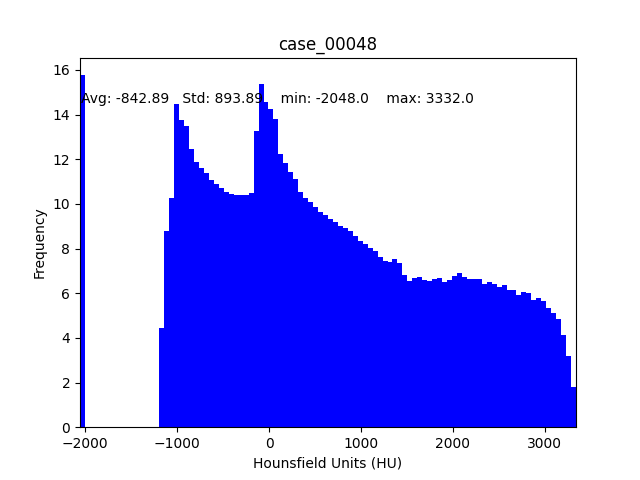 case_00048
Avg: -842.89   Std: 893.89    min: -2048.0    max: 3332.0
16
14
12
10
8
6
4
2
0
Frequency
−2000 −1000 0 1000 2000 3000
Hounsfield Units (HU)